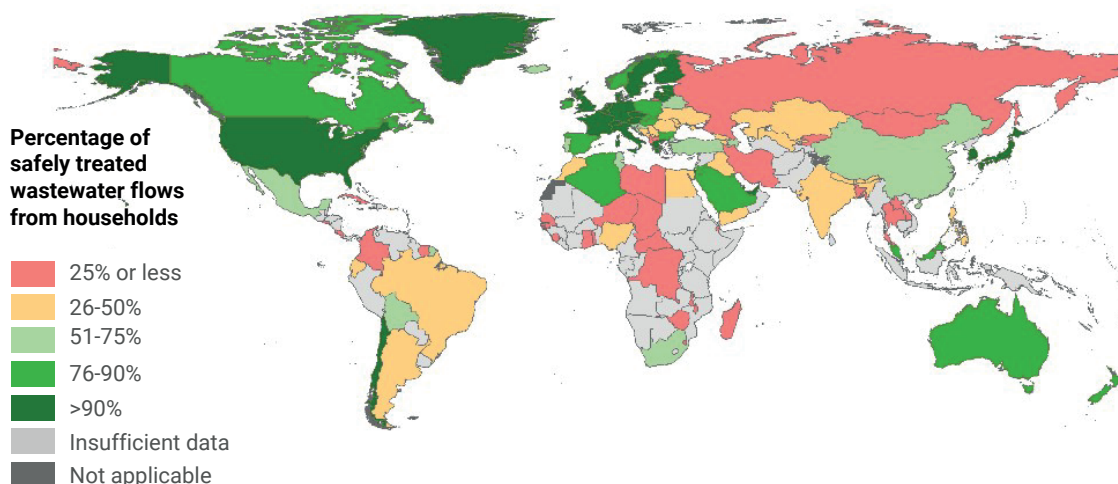 Percentage of
safely treated
wastewater flows
from households
25% or less
26-50%
51-75%
76-90%
>90%
Insufficient data
Not applicable